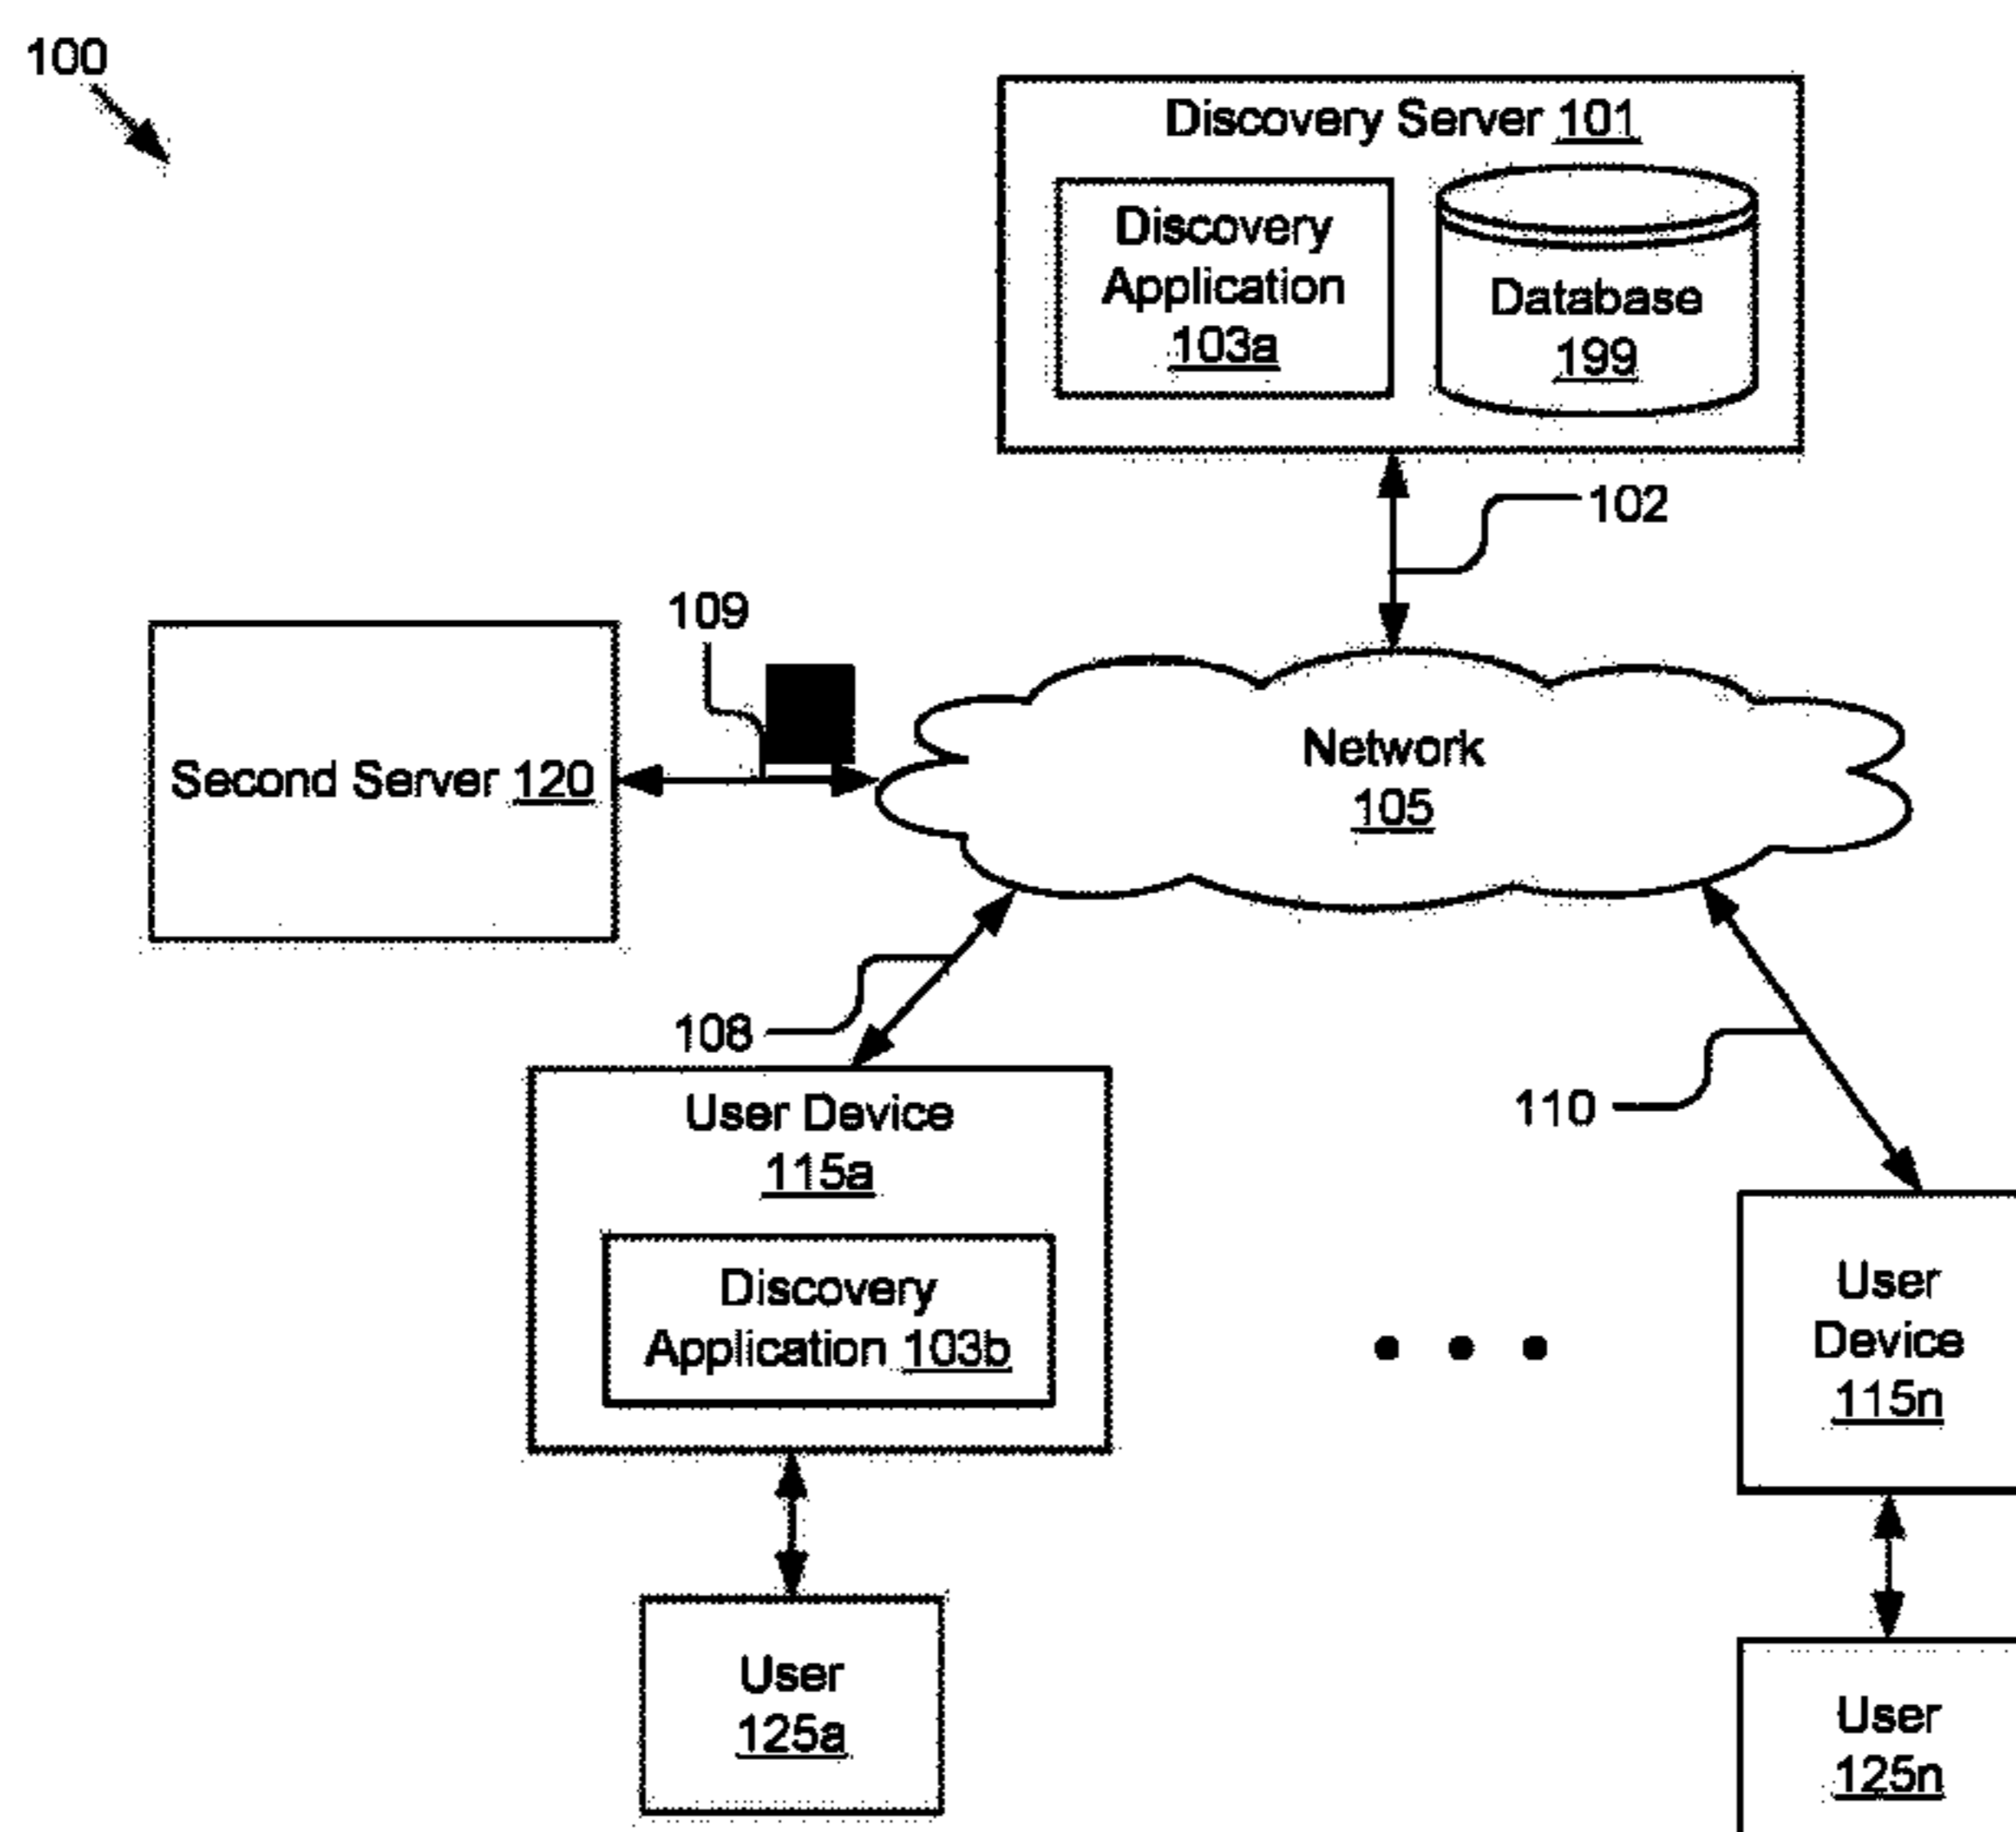 100
Discovery Server 101
Discovery
Application
103a
Database
199
102
109
Second Server 120
Network
105
108
110
User Device
115a
Discovery
Application 103b
User
Device
115n
User
125a
User
125n